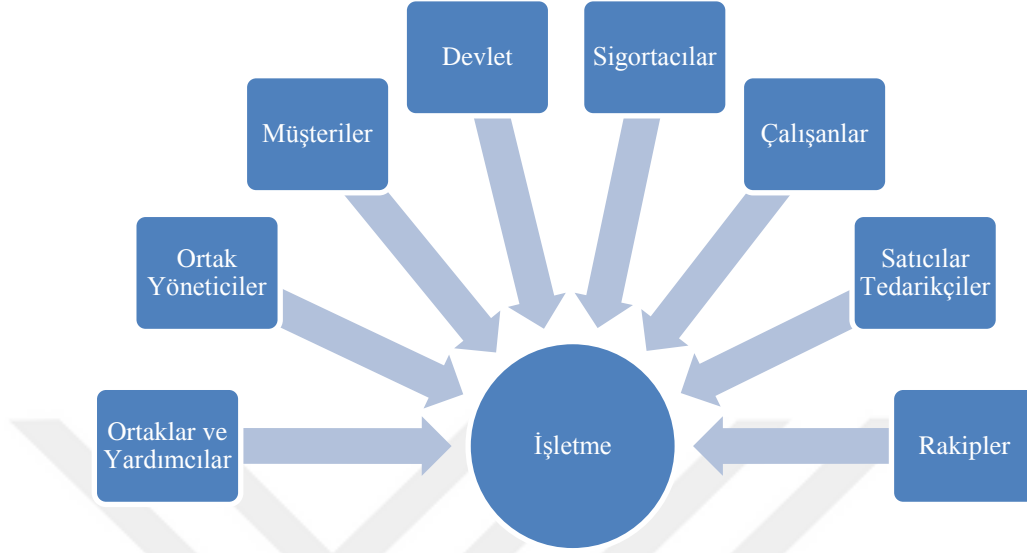 Devlet
Sigortacılar
Müşteriler
Çalışanlar
Ortak
Yöneticiler
Satıcılar
Tedarikçiler
Ortaklar ve
Yardımcılar
İşletme
Rakipler